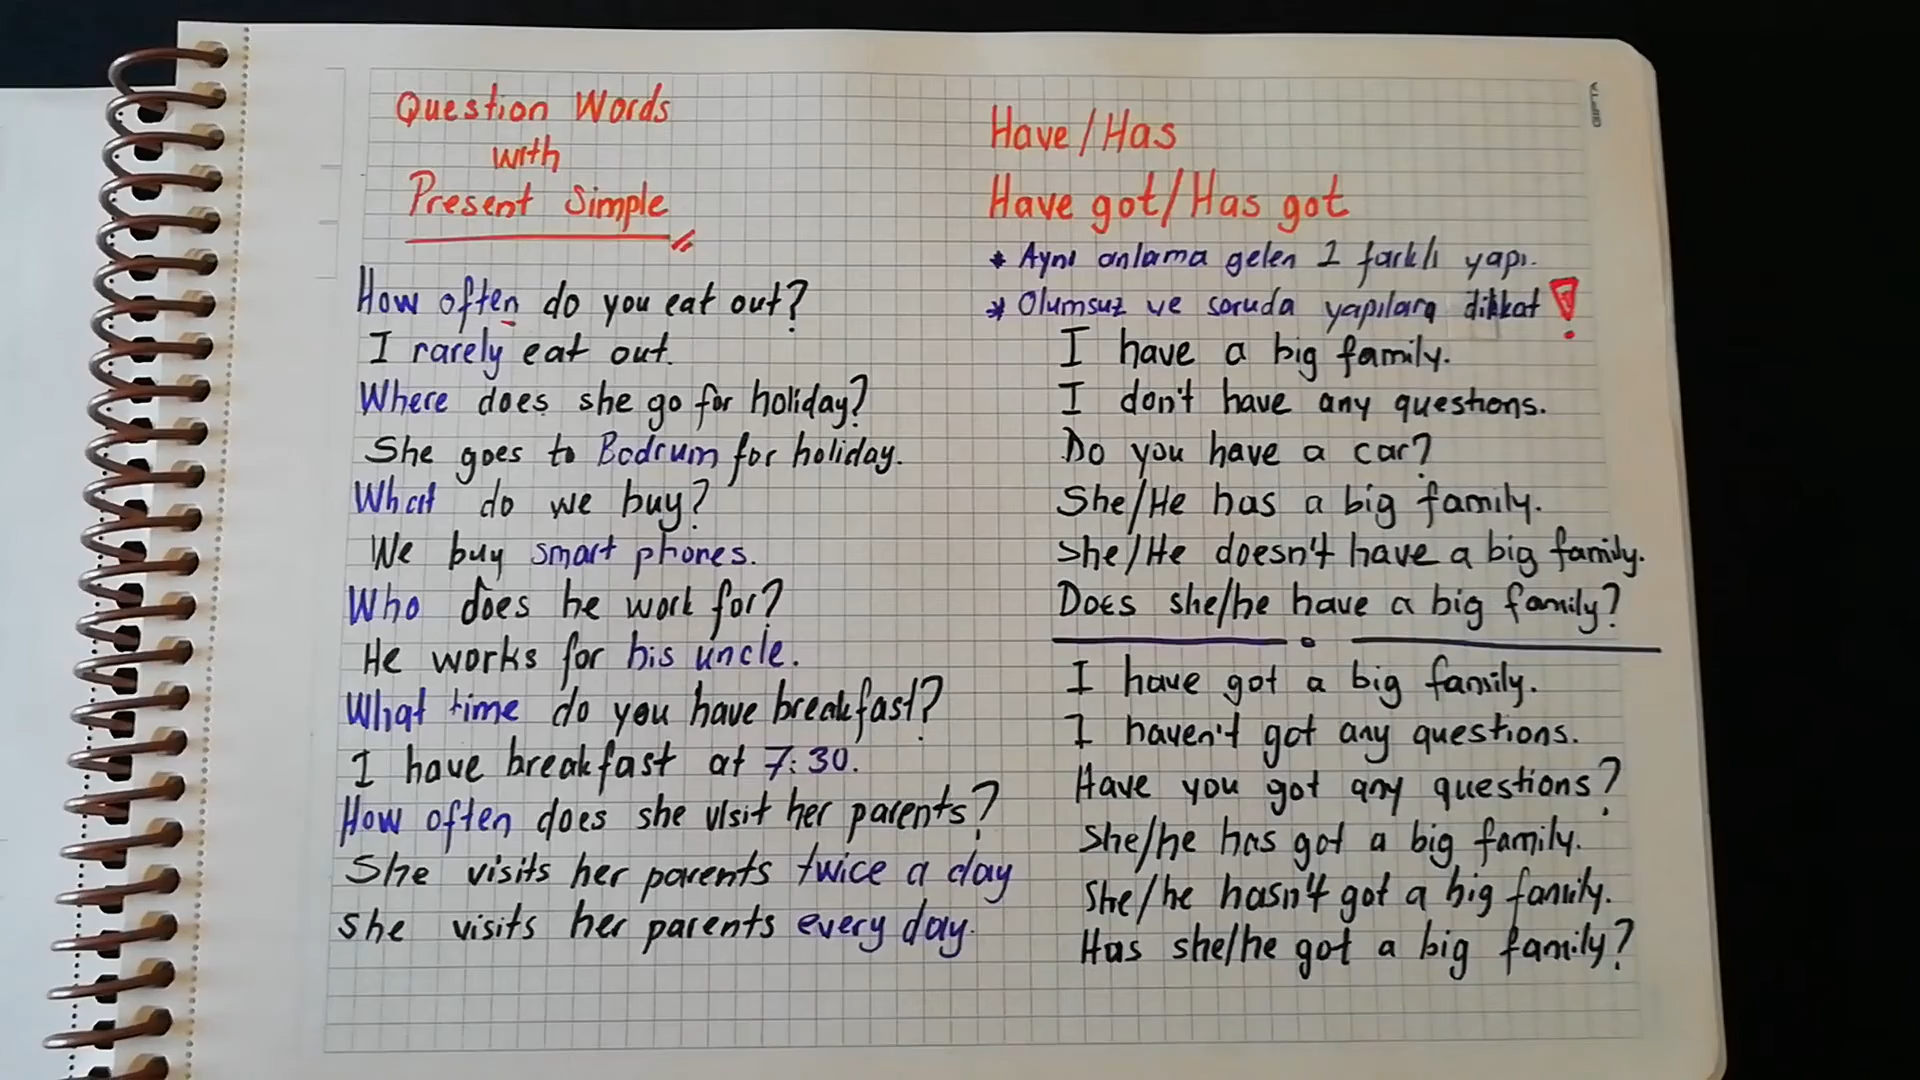 Question Words
with
Present Simple
How often do you eat out?
I rarely eat out.
Where does she go for holiday?
She goes to Bodrum for holiday.
What do we buy?
We buy smart phones.
Who does he work for?
He works for his uncle.
What time do you have breakfast?
I have breakfast at 7:30.
How often does she visit her parents?
She visits her parents twice a day
She visits her parents every day.
Have/Has
Have got/Has got
* Aynı anlama gelen 2 farklı yapı.
* Olumsuz ve soruda yapılara dikkat!
I have a big family.
I don't have any questions.
Do you have a car?
She/He has a big family.
She/He doesn't have a big family.
Does she/he have a big family?
I have got a big family.
I haven't got any questions.
Have you got any questions?
She/he has got a big family.
She/he hasn't got a big family.
Has she/he got a big family?
GIPTA